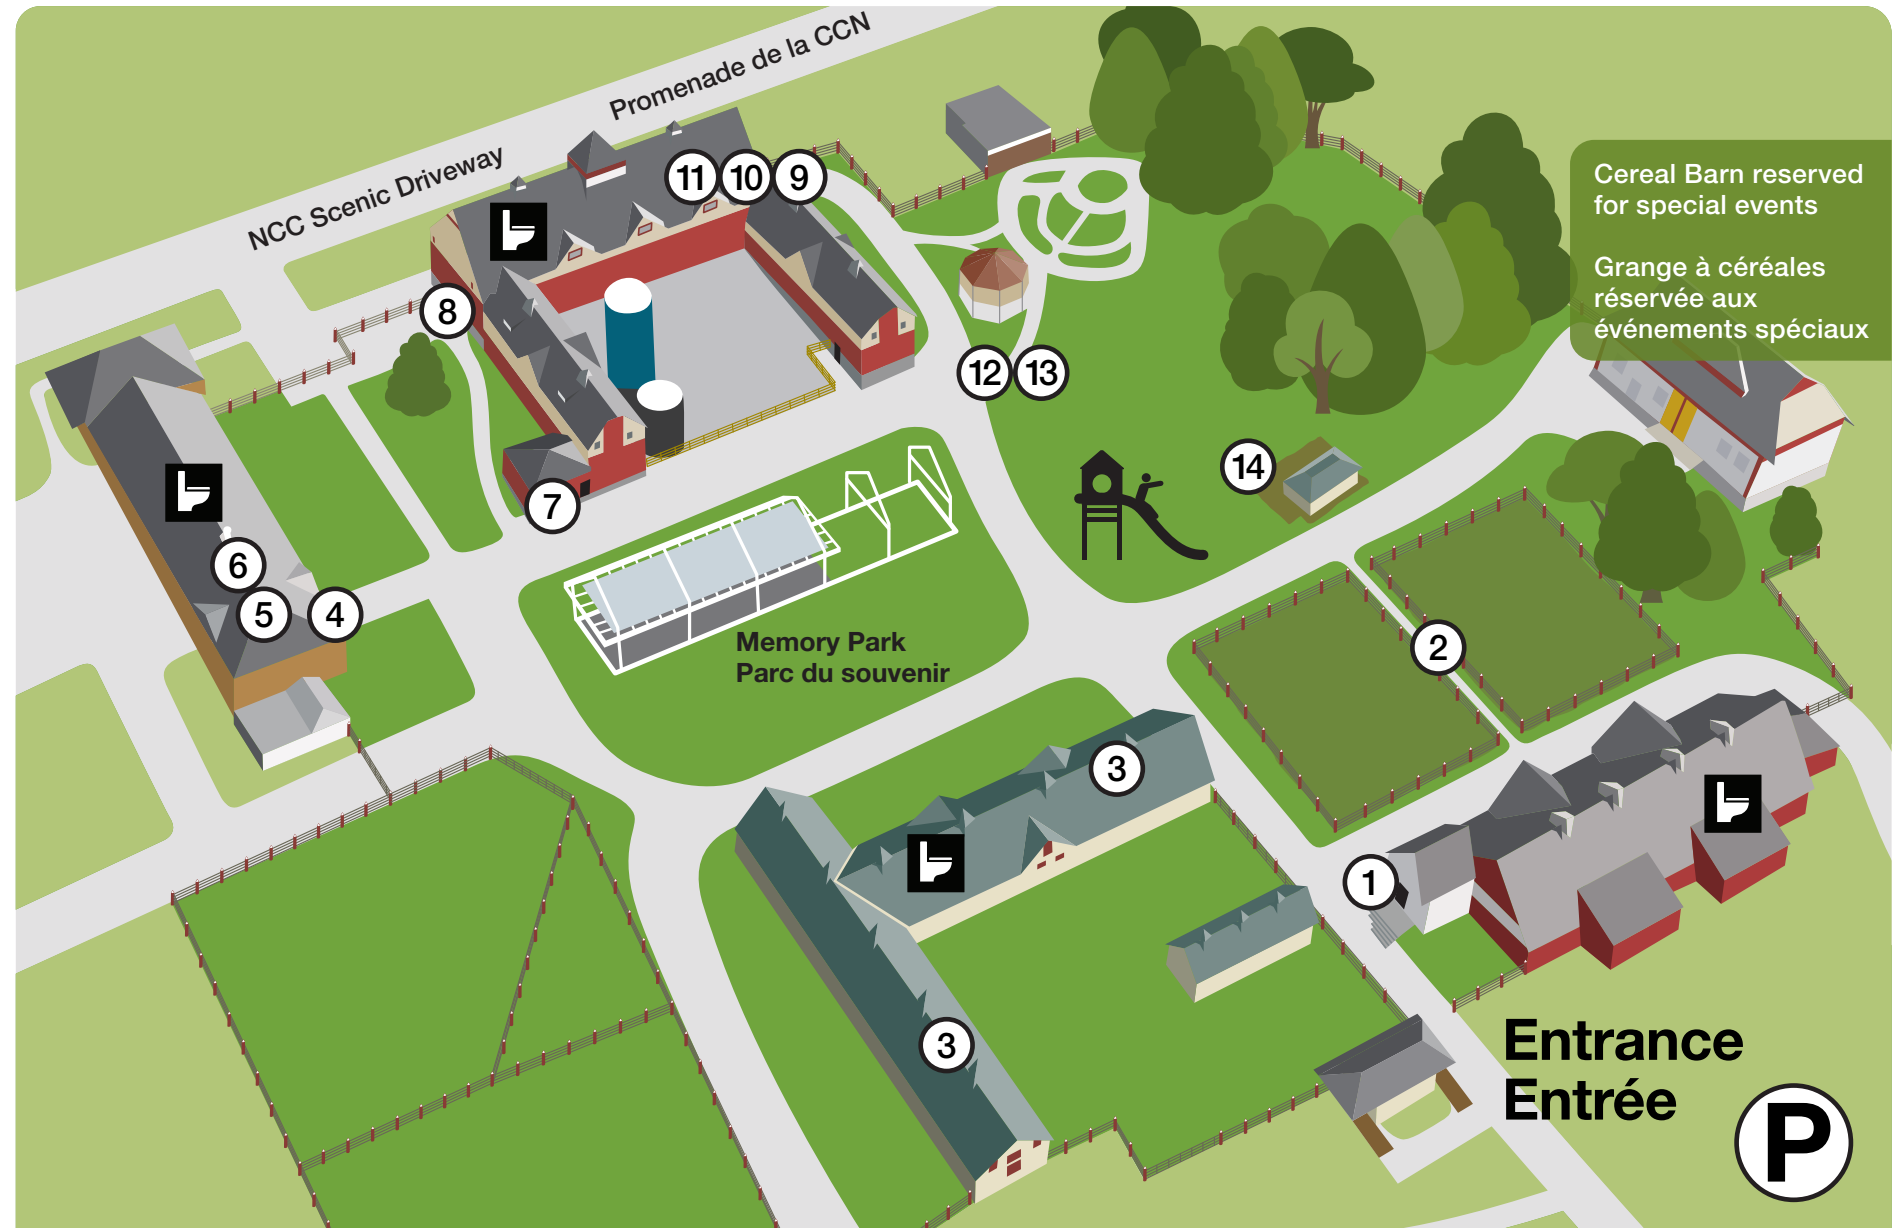 Promenade de la CCN
NCC Scenic Driveway
11 10 9
Cereal Barn reserved
for special events
Grange à céréales
réservée aux
événements spéciaux
8
12 13
14
7
6
5
4
Memory Park
Parc du souvenir
2
3
1
3
Entrance
Entrée
P